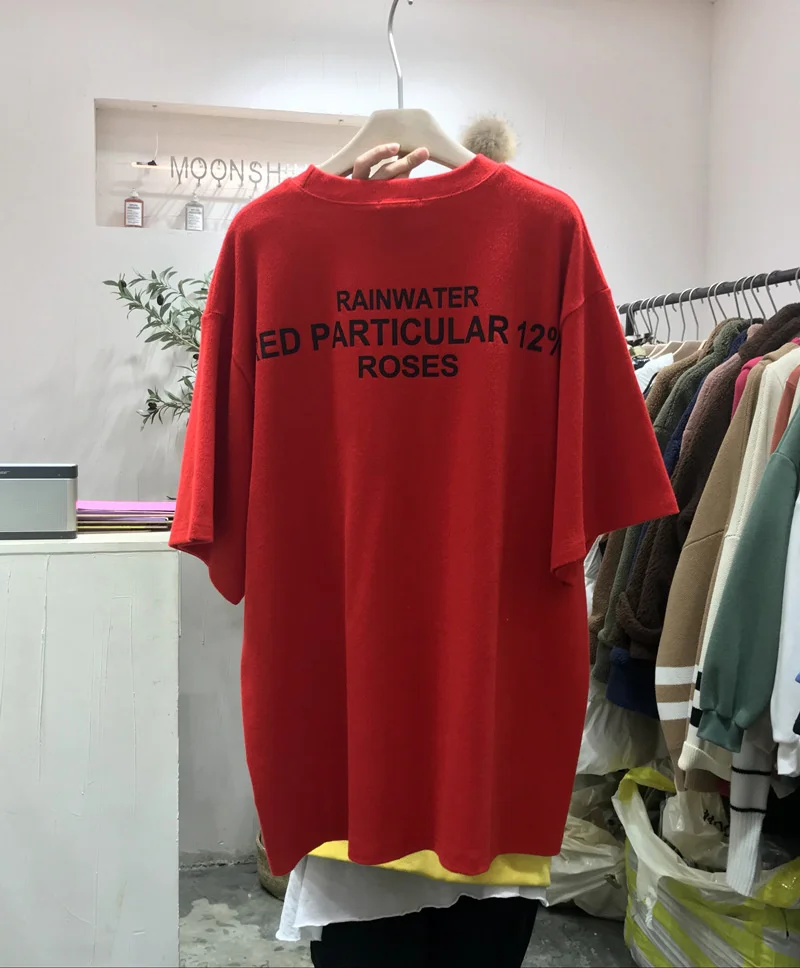 MOONSH
RAINWATER
ED PARTICULAR 12%
ROSES